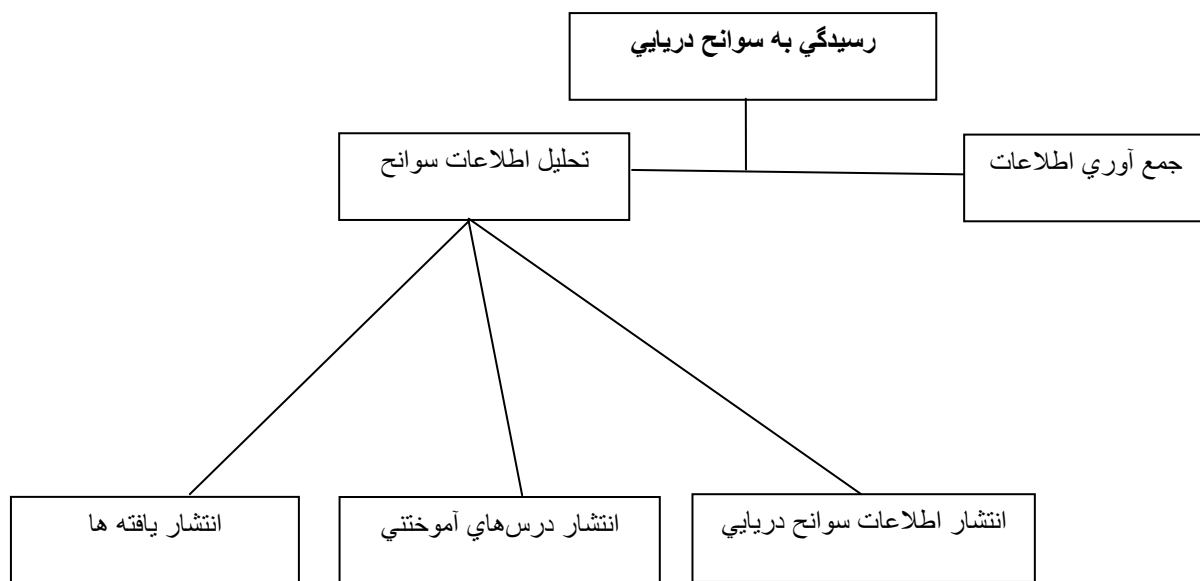 رسيدگي به سوانح دريايي
جمع آوري اطلاعات
تحليل اطلاعات سوانح
انتشار اطلاعات سوانح دريايي
انتشار درس‌هاي آموختني
انتشار يافته ها